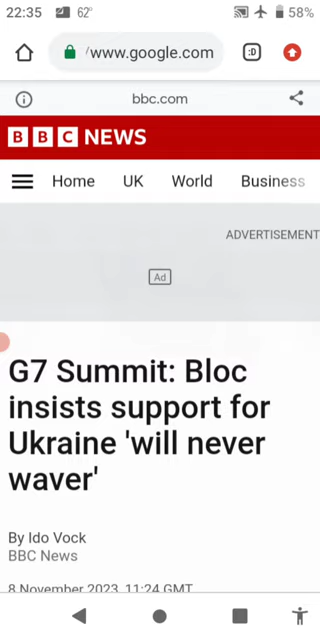 22:35 62° 58%
/www.google.com :D
bbc.com
BBC NEWS
Home UK World Business
ADVERTISEMENT
Ad
G7 Summit: Bloc
insists support for
Ukraine 'will never
waver'
By Ido Vock
BBC News
8 November 2023, 11:24 GMT